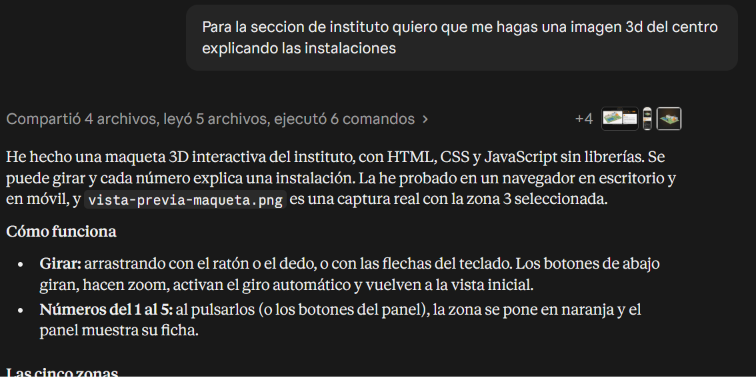 Para la seccion de instituto quiero que me hagas una imagen 3d del centro
explicando las instalaciones
Compartió 4 archivos, leyó 5 archivos, ejecutó 6 comandos >
+4
He hecho una maqueta 3D interactiva del instituto, con HTML, CSS y JavaScript sin librerías. Se
puede girar y cada número explica una instalación. La he probado en un navegador en escritorio y
en móvil, y vista-previa-maqueta.png es una captura real con la zona 3 seleccionada.
Cómo funciona
• Girar: arrastrando con el ratón o el dedo, o con las flechas del teclado. Los botones de abajo
giran, hacen zoom, activan el giro automático y vuelven a la vista inicial.
• Números del 1 al 5: al pulsarlos (o los botones del panel), la zona se pone en naranja y el
panel muestra su ficha.
Las cinco zonas